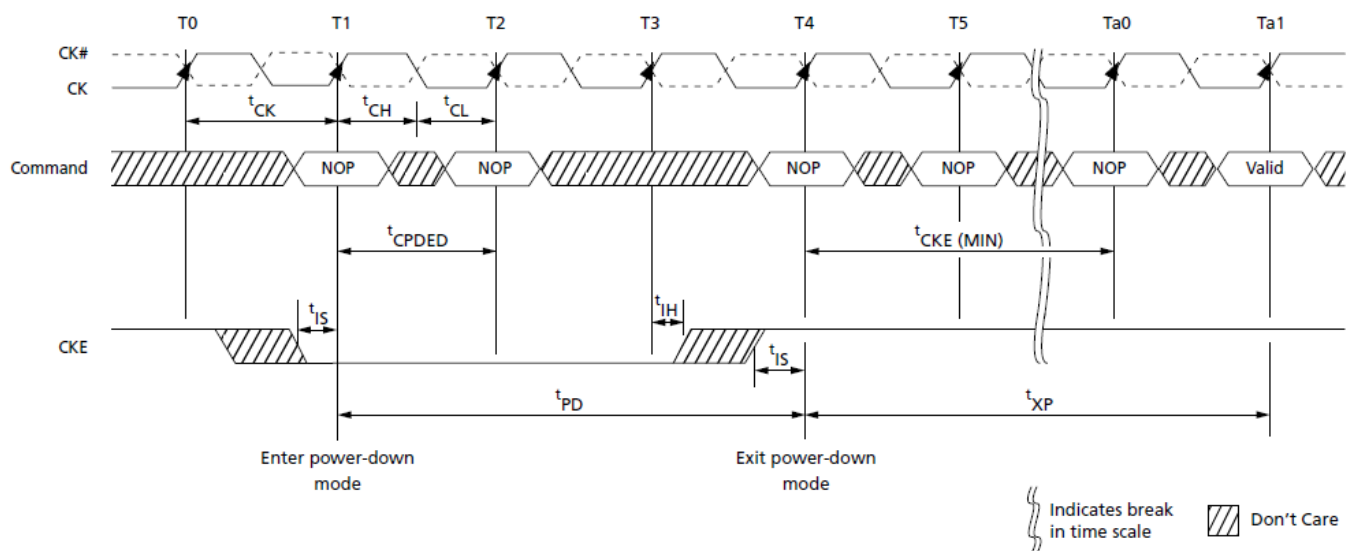 T0 T1 T2 T3 T4 T5 Ta0 Ta1
CK#
CK
tCK tCH tCL
Command NOP NOP NOP NOP NOP Valid
tCPDED tCKE (MIN)
tIS tIH
CKE
tIS
tPD tXP
Enter power-down Exit power-down
mode mode
Indicates break
in time scale
Don't Care